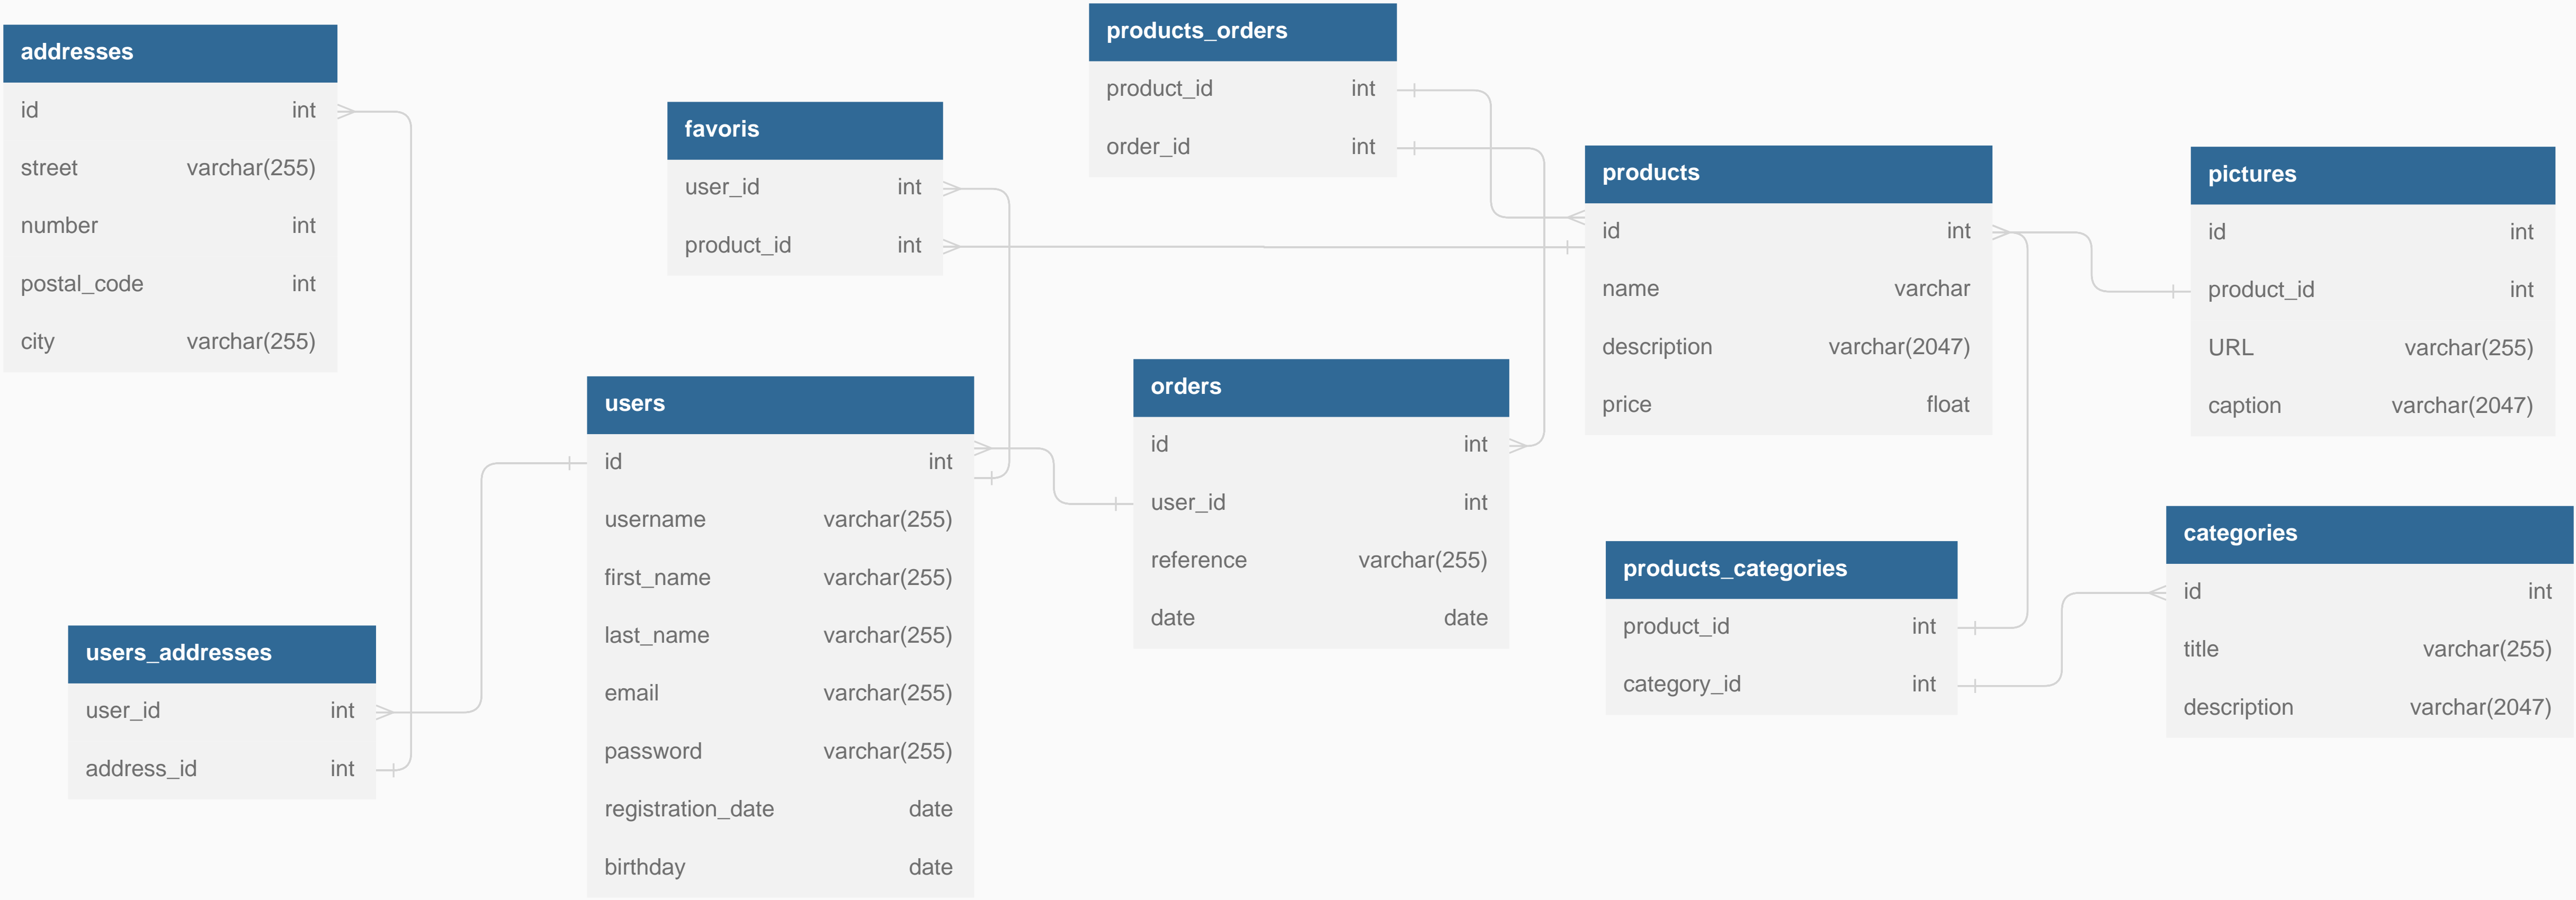 addresses
id int
street varchar(255)
number int
postal_code int
city varchar(255)
users_addresses
user_id int
address_id int
favoris
user_id int
product_id int
users
id int
username varchar(255)
first_name varchar(255)
last_name varchar(255)
email varchar(255)
password varchar(255)
registration_date date
birthday date
products_orders
product_id int
order_id int
orders
id int
user_id int
reference varchar(255)
date date
products
id int
name varchar
description varchar(2047)
price float
products_categories
product_id int
category_id int
pictures
id int
product_id int
URL varchar(255)
caption varchar(2047)
categories
id int
title varchar(255)
description varchar(2047)